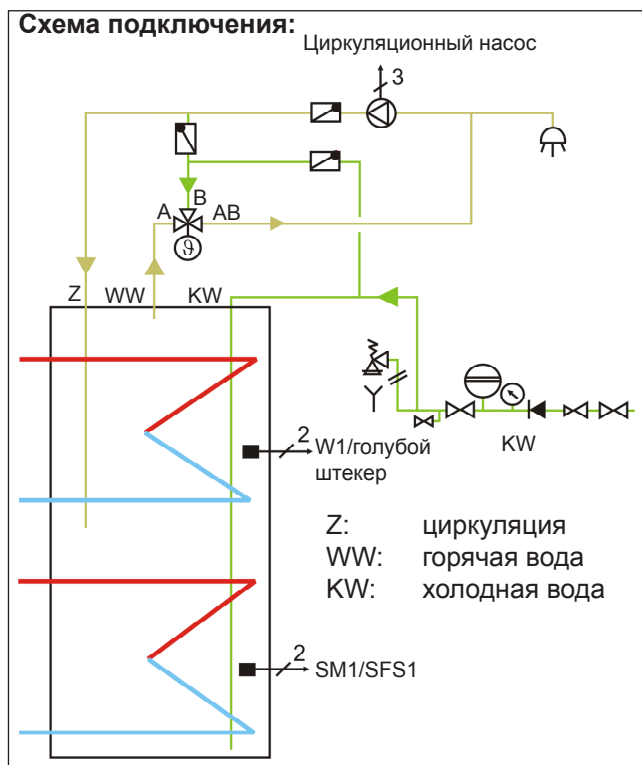 Схема подключения:
Циркуляционный насос
3
B
A
AB
ϑ
Z
WW
KW
2
W1/голубой
штекер
KW
Z: циркуляция
WW: горячая вода
KW: холодная вода
2
SM1/SFS1